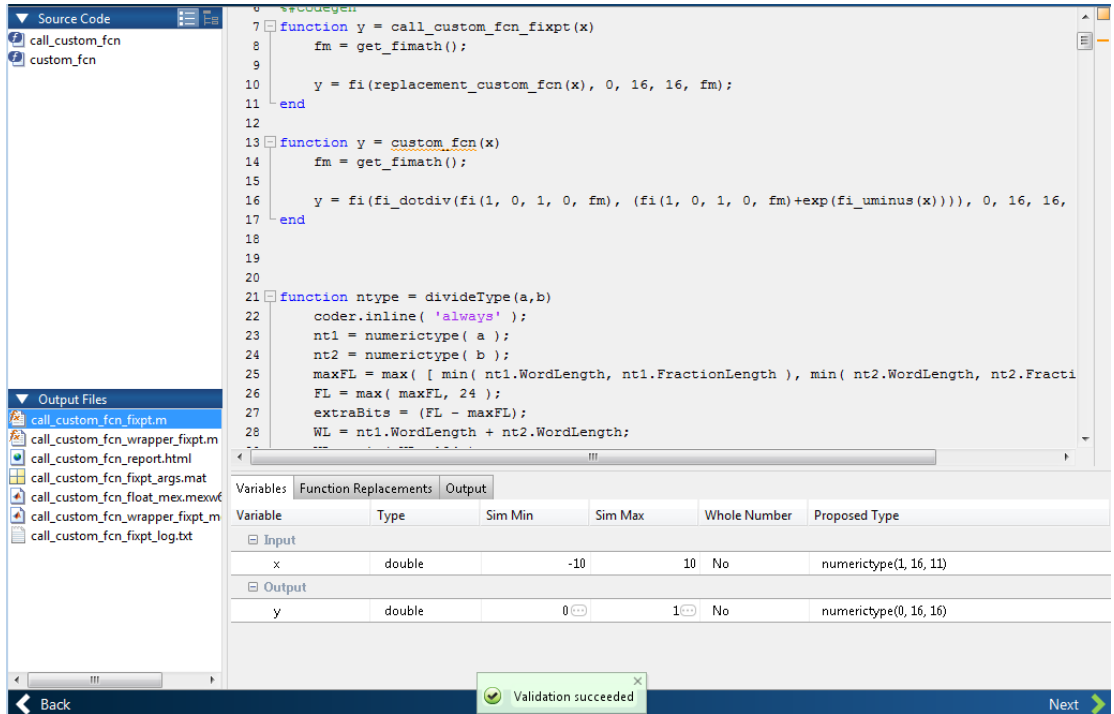 Source Code
call_custom_fcn
custom_fcn
Output Files
call_custom_fcn_fixpt.m
call_custom_fcn_wrapper_fixpt.m
call_custom_fcn_report.html
call_custom_fcn_fixpt_args.mat
call_custom_fcn_float_mex.mexw6
call_custom_fcn_wrapper_fixpt_m
call_custom_fcn_fixpt_log.txt
6 %#codegen
7 function y = call_custom_fcn_fixpt(x)
8 fm = get_fimath();
9
10 y = fi(replacement_custom_fcn(x), 0, 16, 16, fm);
11 end
12
13 function y = custom_fcn(x)
14 fm = get_fimath();
15
16 y = fi(fi_dotdiv(fi(1, 0, 1, 0, fm), (fi(1, 0, 1, 0, fm)+exp(fi_uminus(x)))), 0, 16, 16,
17 end
18
19
20
21 function ntype = divideType(a,b)
22 coder.inline( 'always' );
23 nt1 = numerictype( a );
24 nt2 = numerictype( b );
25 maxFL = max( [ min( nt1.WordLength, nt1.FractionLength ), min( nt2.WordLength, nt2.Fracti
26 FL = max( maxFL, 24 );
27 extraBits = (FL - maxFL);
28 WL = nt1.WordLength + nt2.WordLength;
Variables Function Replacements Output
Variable Type Sim Min Sim Max Whole Number Proposed Type
Input
x double -10 10 No numerictype(1, 16, 11)
Output
y double 0 1 No numerictype(0, 16, 16)
Validation succeeded
Back Next